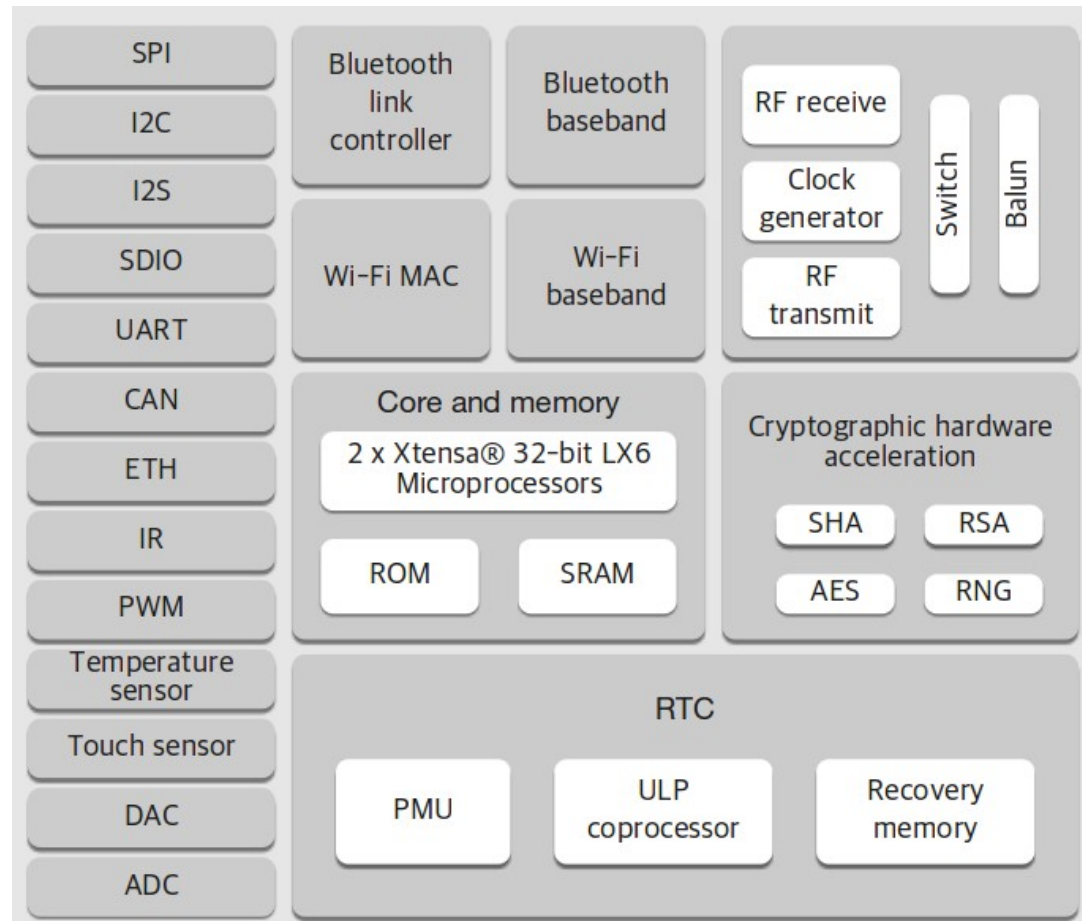 SPI
I2C
I2S
SDIO
UART
CAN
ETH
IR
PWM
Temperature
sensor
Touch sensor
DAC
ADC
Bluetooth
link
controller
Bluetooth
baseband
Wi-Fi MAC
Wi-Fi
baseband
RF receive
Clock
generator
RF
transmit
Switch
Balun
Core and memory
2 x Xtensa® 32-bit LX6
Microprocessors
ROM
SRAM
Cryptographic hardware
acceleration
SHA
RSA
AES
RNG
RTC
PMU
ULP
coprocessor
Recovery
memory